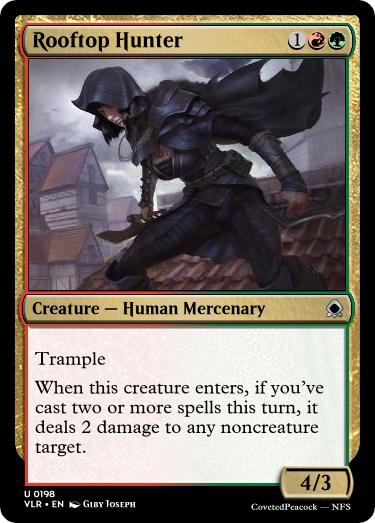 Rooftop Hunter 1
Creature — Human Mercenary
Trample
When this creature enters, if you've
cast two or more spells this turn, it
deals 2 damage to any noncreature
target.
4/3
U 0198
VLR • EN Giby Joseph
CovetedPeacock — NFS